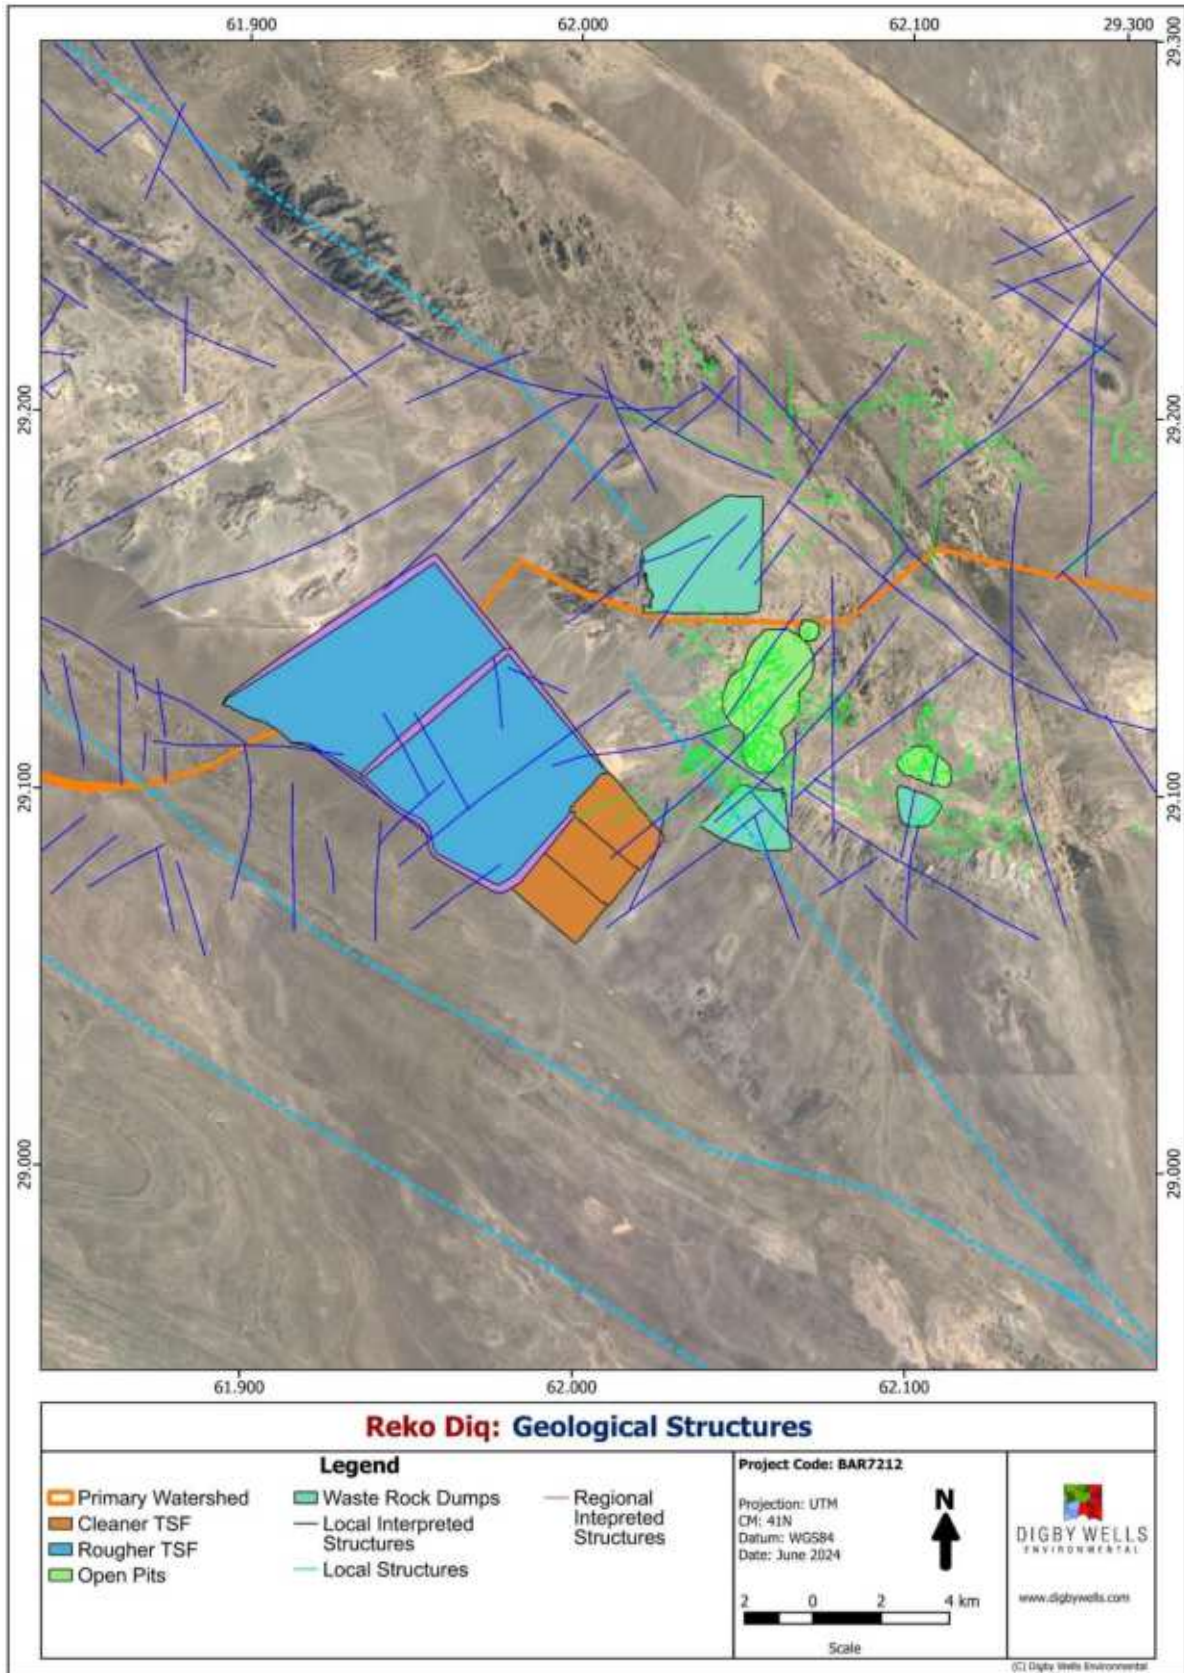 61.900 62.000 62.100 29.300
29.300
29.200 29.200
29.100 29.100
29.000 29.000
61.900 62.000 62.100
Reko Diq: Geological Structures
Legend
Primary Watershed
Cleaner TSF
Rougher TSF
Open Pits
Waste Rock Dumps
Local Interpreted
Structures
Local Structures
Regional
Intepreted
Structures
Project Code: BAR7212
Projection: UTM
CM: 41N
Datum: WGS84
Date: June 2024
N
2 0 2 4 km
Scale
DIGBY WELLS
ENVIRONMENTAL
www.digbywells.com
(C) Digby Wells Environmental